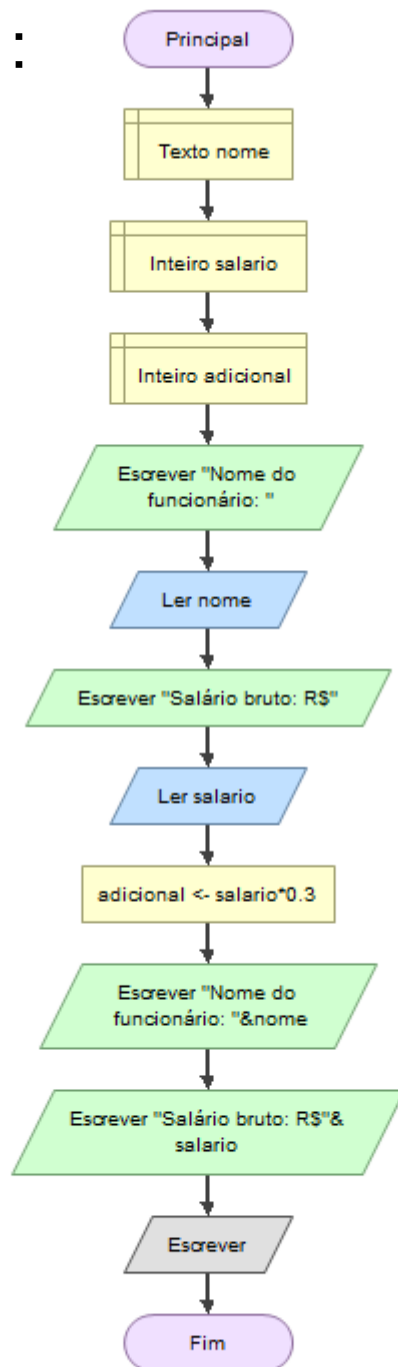 Principal
Texto nome
Inteiro salario
Inteiro adicional
Escrever "Nome do
funcionário: "
Ler nome
Escrever "Salário bruto: R$"
Ler salario
adicional <- salario*0.3
Escrever "Nome do
funcionário: "&nome
Escrever "Salário bruto: R$"&
salario
Escrever
Fim